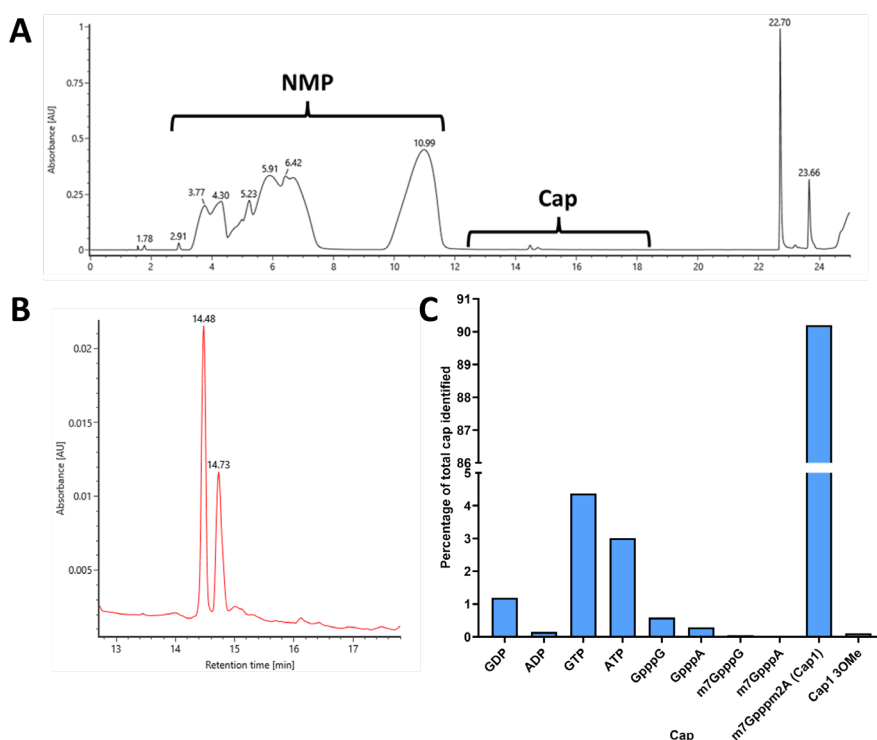 A
Absorbance [AU]
1
0.75
0.5
0.25
0
NMP
Cap
1.78
2.91
3.77
4.30
5.23
5.91
6.42
10.99
22.70
23.66
0 2 4 6 8 10 12 14 16 18 20 22 24
B
Absorbance [AU]
0.02
0.015
0.01
0.005
14.48
14.73
13 14 15 16 17
Retention time [min]
C
Percentage of total cap identified
91
90
89
88
87
86
5
4
3
2
1
0
GDP
ADP
GTP
ATP
GpppG
GpppA
m7GpppG
m7GpppA
m7Gpppm2A (Cap1)
Cap1 3OMe
Cap